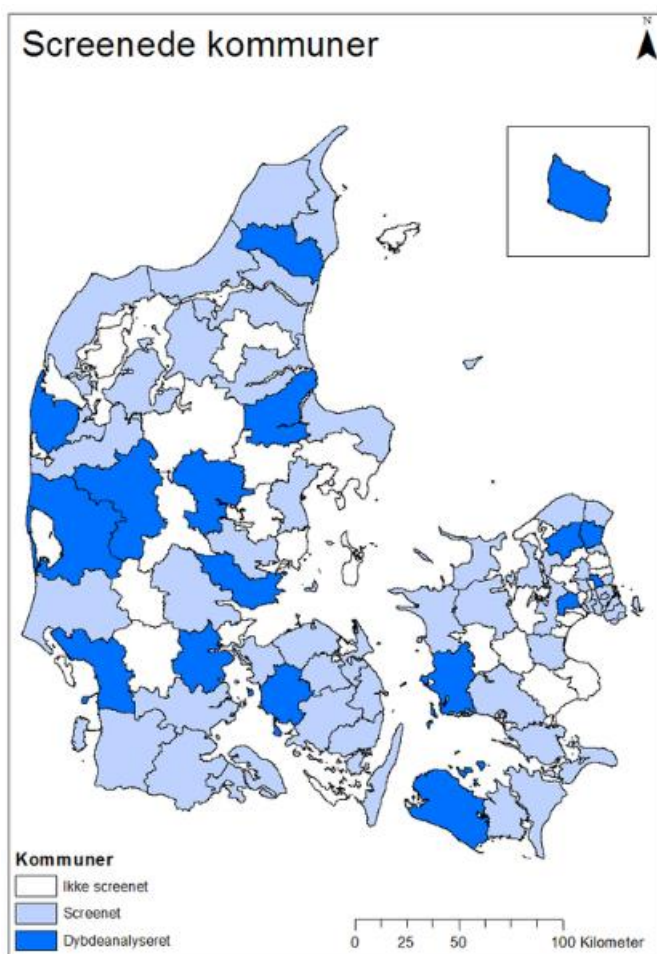 Screenede kommuner
N
Kommuner
Ikke screenet
Screenet
Dybdeanalyseret
0 25 50 100 Kilometer